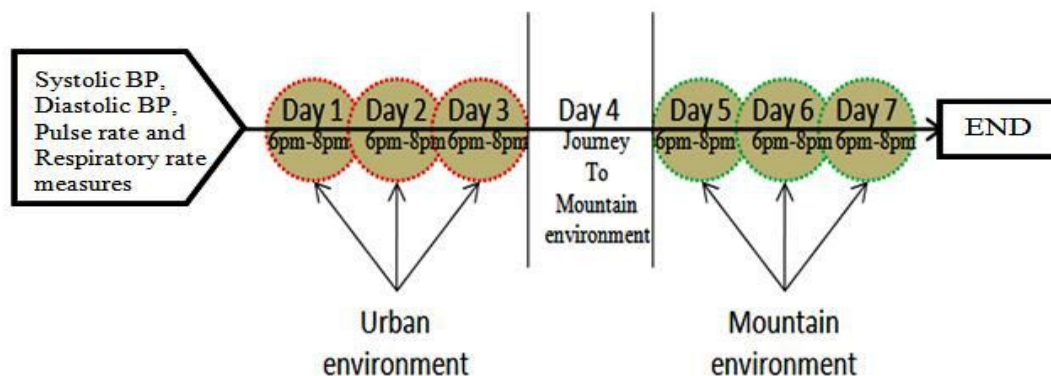 Systolic BP,
Diastolic BP,
Pulse rate and
Respiratory rate
measures
Day 1
6pm-8pm
Day 2
6pm-8pm
Day 3
6pm-8pm
Day 4
Journey
To
Mountain
environment
Day 5
6pm-8pm
Day 6
6pm-8pm
Day 7
6pm-8pm
END
Urban
environment
Mountain
environment